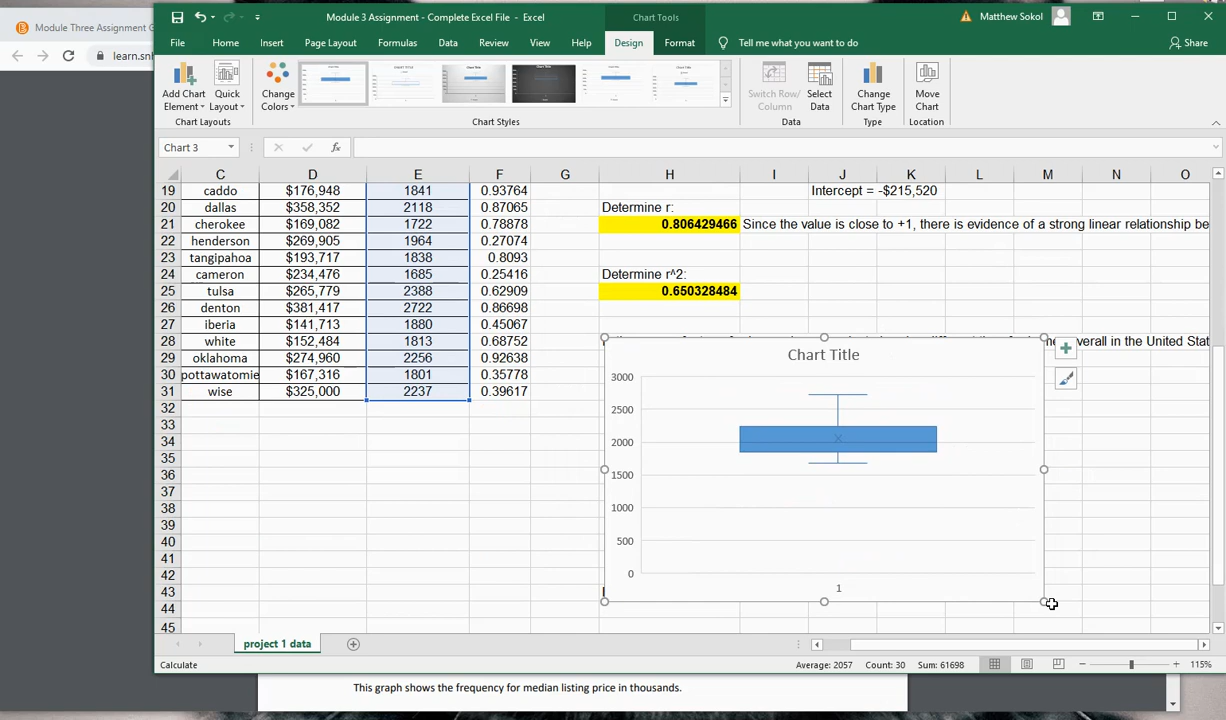 Module Three Assignment G
learn.snh
Module 3 Assignment - Complete Excel File - Excel
Chart Tools
Matthew Sokol
File Home Insert Page Layout Formulas Data Review View Help Design Format Tell me what you want to do Share
Add Chart Element Quick Layout Change Colors Switch Row/ Column Select Data Change Chart Type Move Chart
Chart Layouts Chart Styles Data Type Location
Chart 3 fx
C D E F G H I J K L M N O
19 caddo $176,948 1841 0.93764 Intercept = -$215,520
20 dallas $358,352 2118 0.87065 Determine r:
21 cherokee $169,082 1722 0.78878 0.806429466 Since the value is close to +1, there is evidence of a strong linear relationship be
22 henderson $269,905 1964 0.27074
23 tangipahoa $193,717 1838 0.8093
24 cameron $234,476 1685 0.25416 Determine r^2:
25 tulsa $265,779 2388 0.62909 0.650328484
26 denton $381,417 2722 0.86698
27 iberia $141,713 1880 0.45067
28 white $152,484 1813 0.68752 overall in the United Stat
29 oklahoma $274,960 2256 0.92638
30 pottawatomie $167,316 1801 0.35778
31 wise $325,000 2237 0.39617
32
33
34
35
36
37
38
39
40
41
42
43
44
45
Chart Title
3000
2500
2000
1500
1000
500
0
1
project 1 data
Calculate Average: 2057 Count: 30 Sum: 61698 115%
This graph shows the frequency for median listing price in thousands.